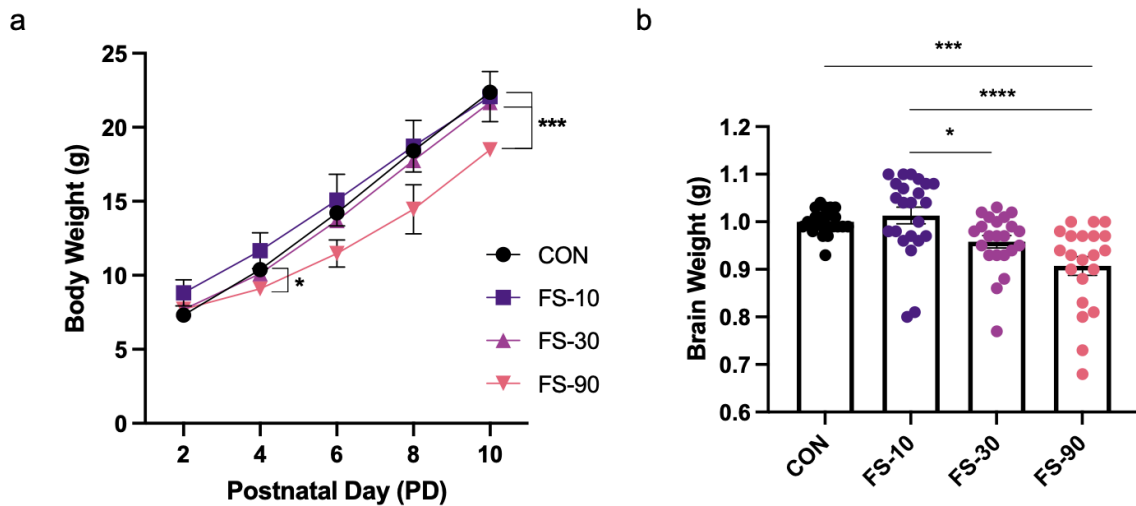 a
25
20
15
10
5
0
Body Weight (g)
2 4 6 8 10
Postnatal Day (PD)
***
*
CON
FS-10
FS-30
FS-90
b
***
****
*
1.2
1.1
1.0
0.9
0.8
0.7
0.6
Brain Weight (g)
CON FS-10 FS-30 FS-90